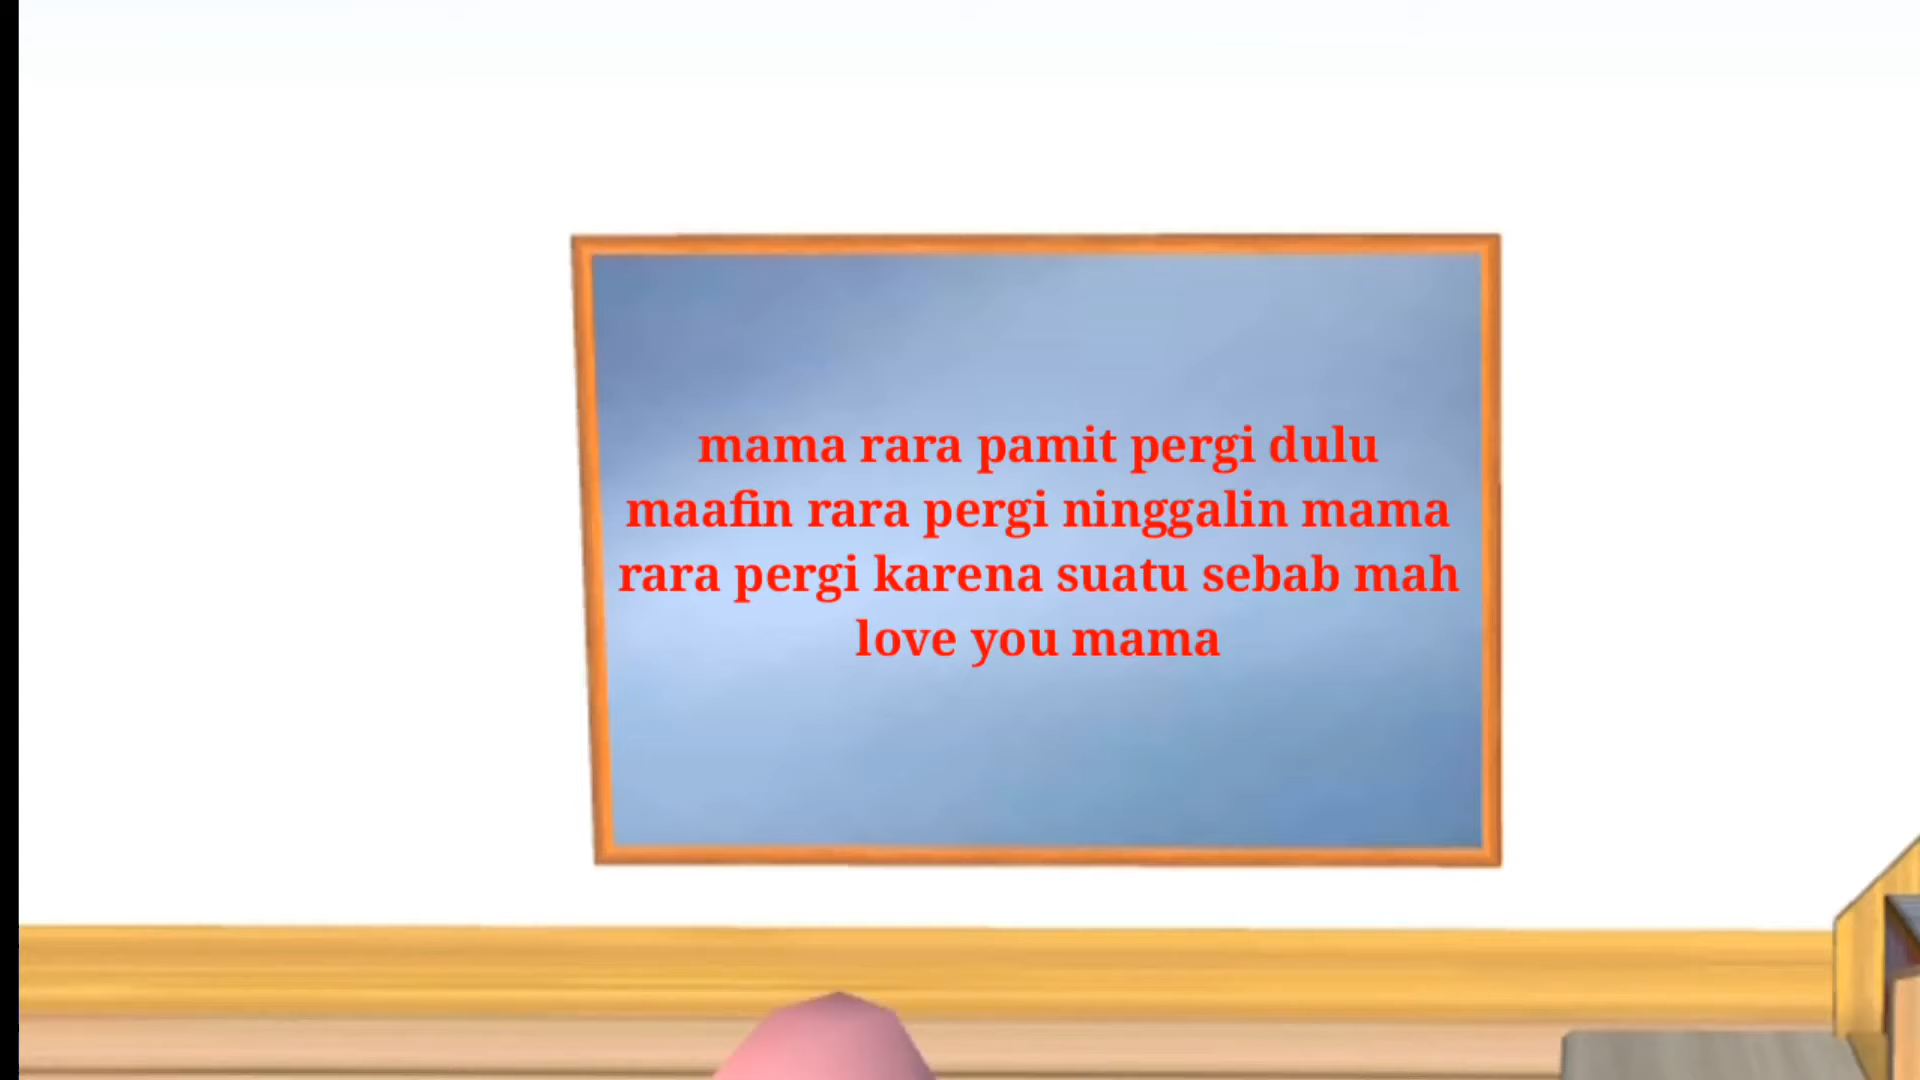 mama rara pamit pergi dulu
maafin rara pergi ninggalin mama
rara pergi karena suatu sebab mah
love you mama